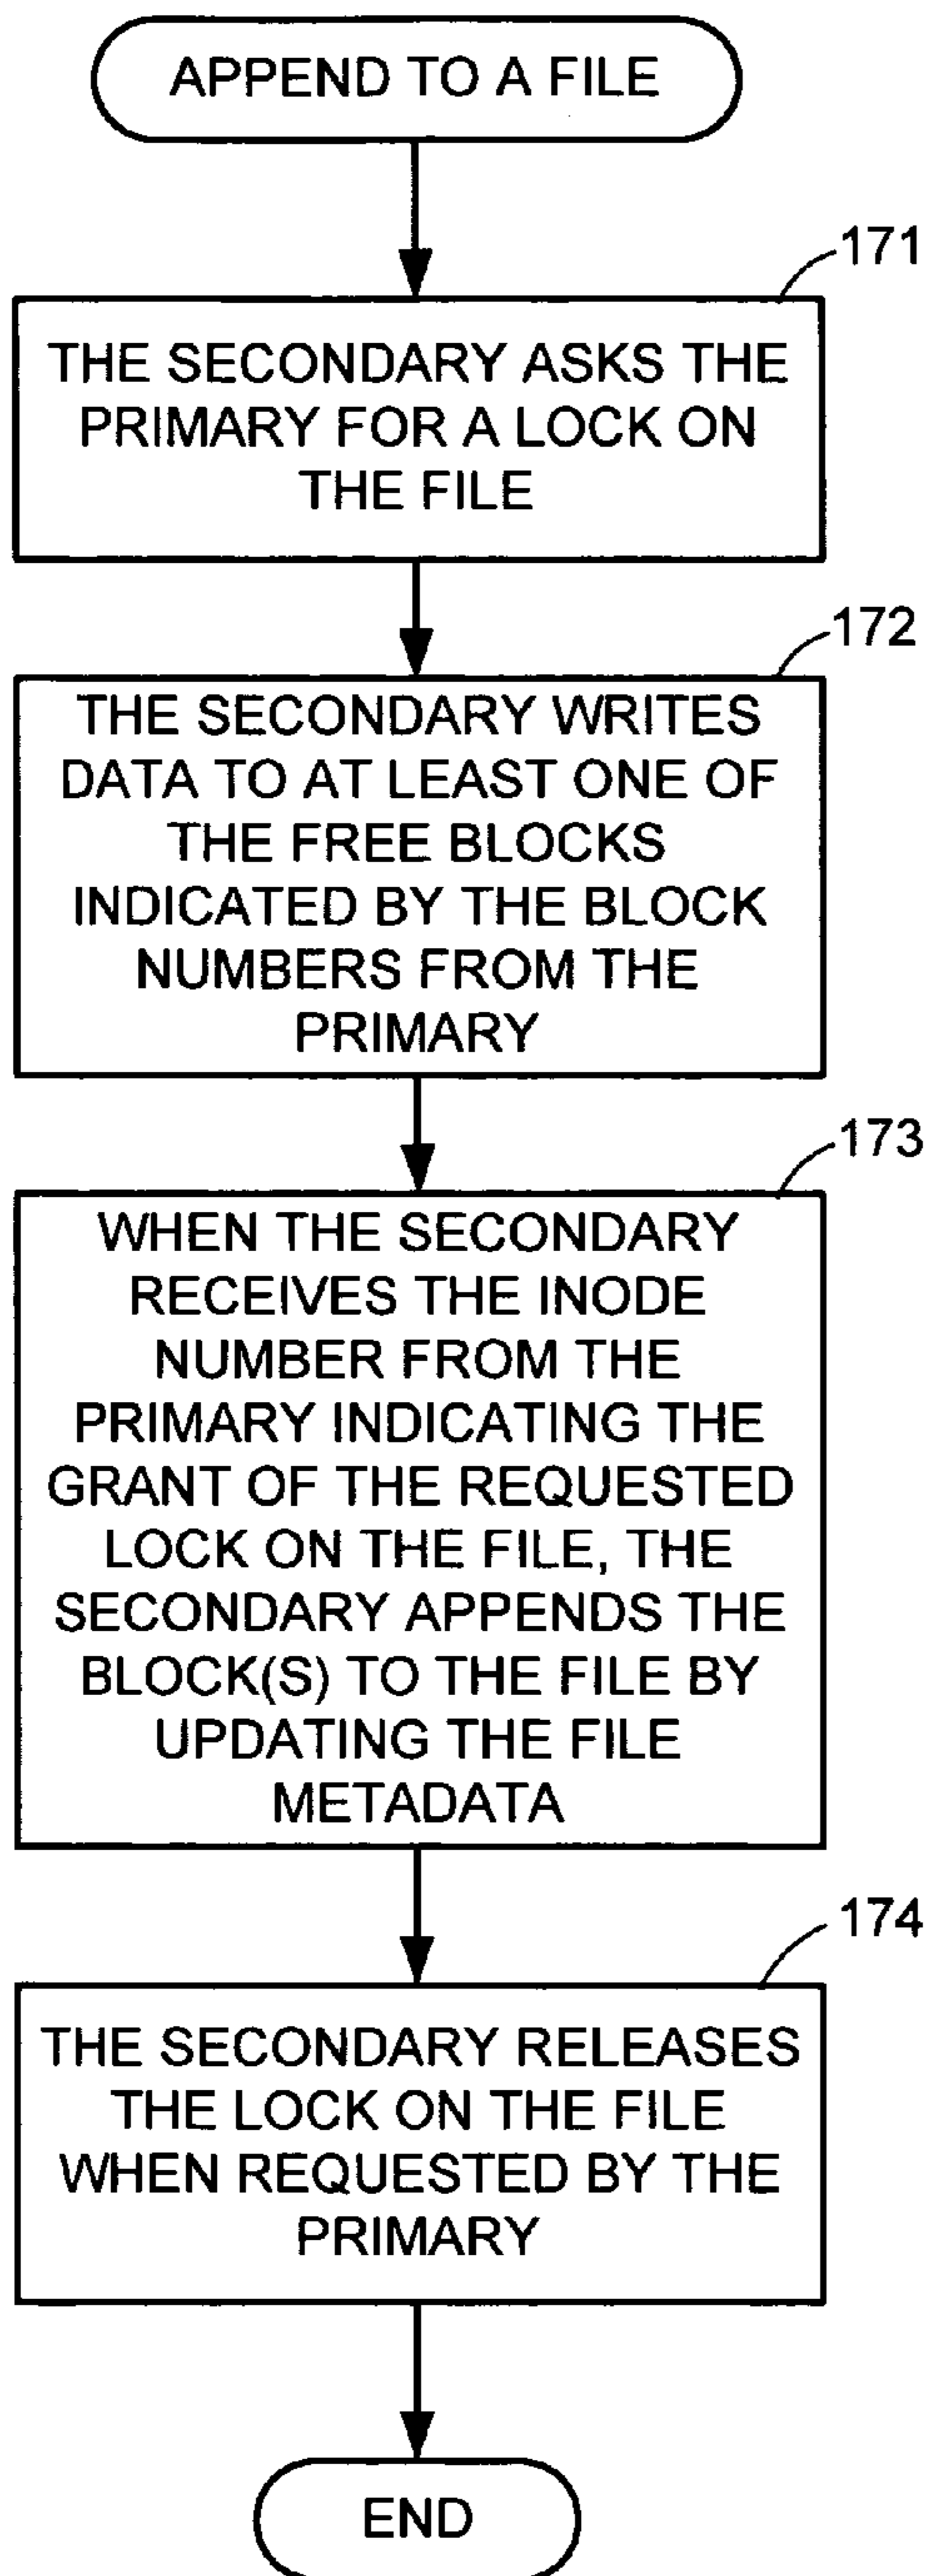 APPEND TO A FILE
171
THE SECONDARY ASKS THE
PRIMARY FOR A LOCK ON
THE FILE
172
THE SECONDARY WRITES
DATA TO AT LEAST ONE OF
THE FREE BLOCKS
INDICATED BY THE BLOCK
NUMBERS FROM THE
PRIMARY
173
WHEN THE SECONDARY
RECEIVES THE INODE
NUMBER FROM THE
PRIMARY INDICATING THE
GRANT OF THE REQUESTED
LOCK ON THE FILE, THE
SECONDARY APPENDS THE
BLOCK(S) TO THE FILE BY
UPDATING THE FILE
METADATA
174
THE SECONDARY RELEASES
THE LOCK ON THE FILE
WHEN REQUESTED BY THE
PRIMARY
END